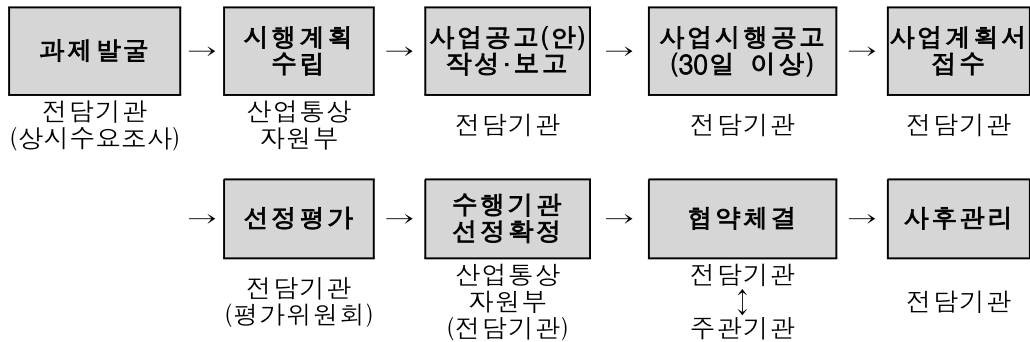 과제발굴 → 시행계획 수립 → 사업공고(안) 작성·보고 → 사업시행공고 (30일 이상) → 사업계획서 접수
전담기관 (상시수요조사)
산업통상 자원부
전담기관
전담기관
전담기관
→ 선정평가 → 수행기관 선정확정 → 협약체결 → 사후관리
전담기관 (평가위원회)
산업통상 자원부 (전담기관)
전담기관 ↕ 주관기관
전담기관